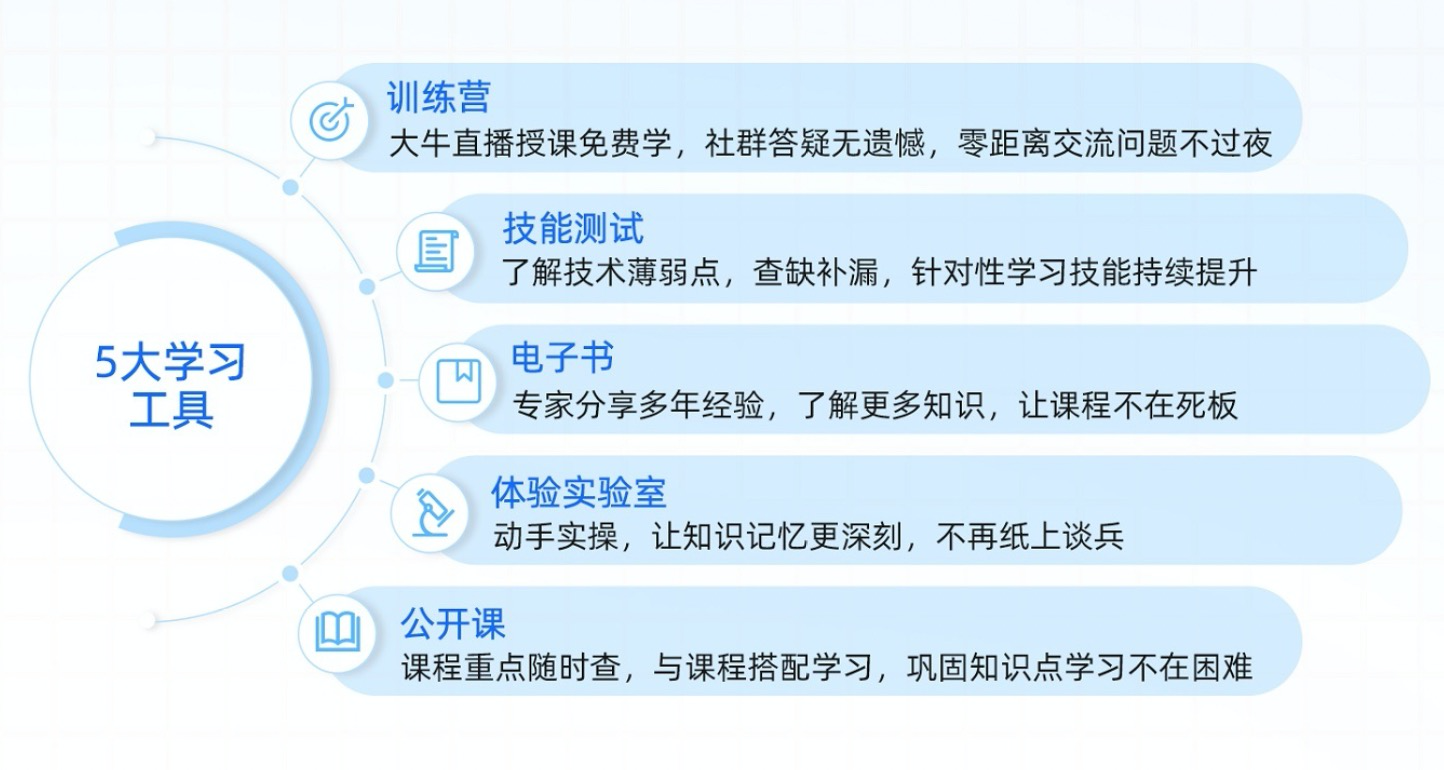 5大学习
工具
训练营
大牛直播授课免费学，社群答疑无遗憾，零距离交流问题不过夜
技能测试
了解技术薄弱点，查缺补漏，针对性学习技能持续提升
电子书
专家分享多年经验，了解更多知识，让课程不在死板
体验实验室
动手实操，让知识记忆更深刻，不再纸上谈兵
公开课
课程重点随时查，与课程搭配学习，巩固知识点学习不在困难